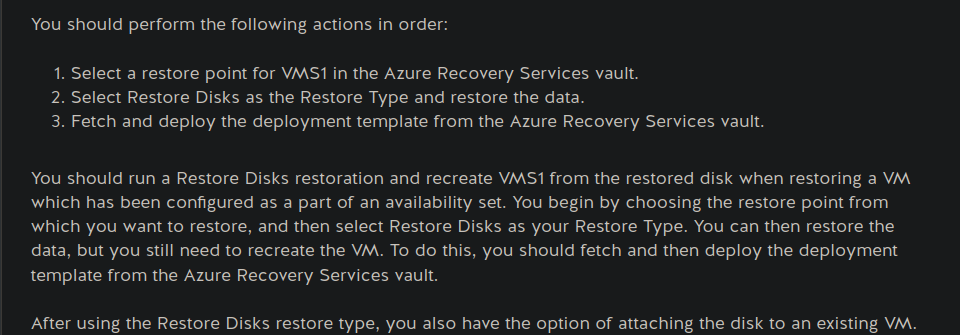 You should perform the following actions in order:
1. Select a restore point for VMS1 in the Azure Recovery Services vault.
2. Select Restore Disks as the Restore Type and restore the data.
3. Fetch and deploy the deployment template from the Azure Recovery Services vault.
You should run a Restore Disks restoration and recreate VMS1 from the restored disk when restoring a VM
which has been configured as a part of an availability set. You begin by choosing the restore point from
which you want to restore, and then select Restore Disks as your Restore Type. You can then restore the
data, but you still need to recreate the VM. To do this, you should fetch and then deploy the deployment
template from the Azure Recovery Services vault.
After using the Restore Disks restore type, you also have the option of attaching the disk to an existing VM.